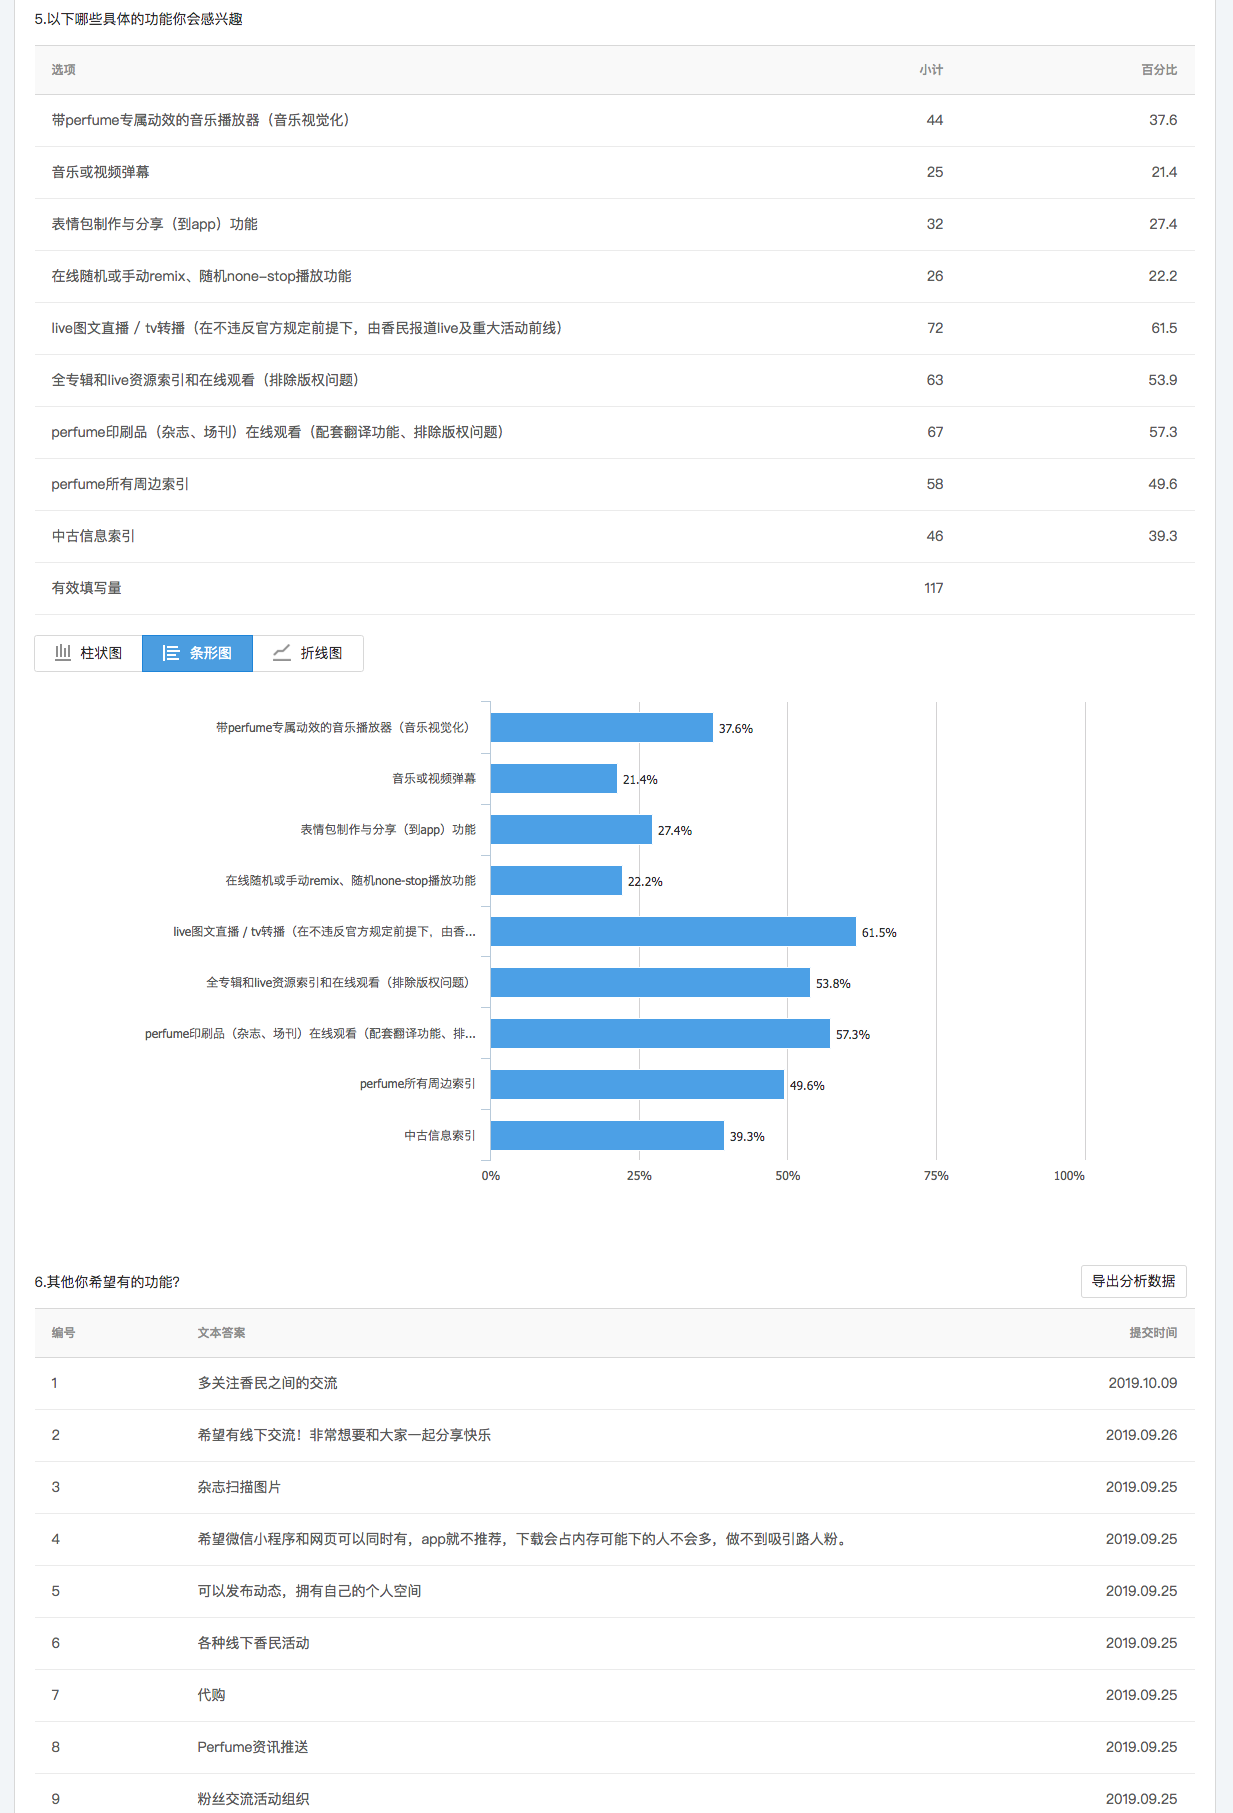 5.以下哪些具体的功能你会感兴趣
选项 小计 百分比
带perfume专属动效的音乐播放器（音乐视觉化） 44 37.6
音乐或视频弹幕 25 21.4
表情包制作与分享（到app）功能 32 27.4
在线随机或手动remix、随机none-stop播放功能 26 22.2
live图文直播 / tv转播（在不违反官方规定前提下，由香民报道live及重大活动前线） 72 61.5
全专辑和live资源索引和在线观看（排除版权问题） 63 53.9
perfume印刷品（杂志、场刊）在线观看（配套翻译功能、排除版权问题） 67 57.3
perfume所有周边索引 58 49.6
中古信息索引 46 39.3
有效填写量 117
柱状图 条形图 折线图
带perfume专属动效的音乐播放器（音乐视觉化） 37.6%
音乐或视频弹幕 21.4%
表情包制作与分享（到app）功能 27.4%
在线随机或手动remix、随机none-stop播放功能 22.2%
live图文直播 / tv转播（在不违反官方规定前提下，由香... 61.5%
全专辑和live资源索引和在线观看（排除版权问题） 53.8%
perfume印刷品（杂志、场刊）在线观看（配套翻译功能、排... 57.3%
perfume所有周边索引 49.6%
中古信息索引 39.3%
0% 25% 50% 75% 100%
6.其他你希望有的功能? 导出分析数据
编号 文本答案 提交时间
1 多关注香民之间的交流 2019.10.09
2 希望有线下交流！非常想要和大家一起分享快乐 2019.09.26
3 杂志扫描图片 2019.09.25
4 希望微信小程序和网页可以同时有，app就不推荐，下载会占内存可能下的人不会多，做不到吸引路人粉。 2019.09.25
5 可以发布动态，拥有自己的个人空间 2019.09.25
6 各种线下香民活动 2019.09.25
7 代购 2019.09.25
8 Perfume资讯推送 2019.09.25
9 粉丝交流活动组织 2019.09.25